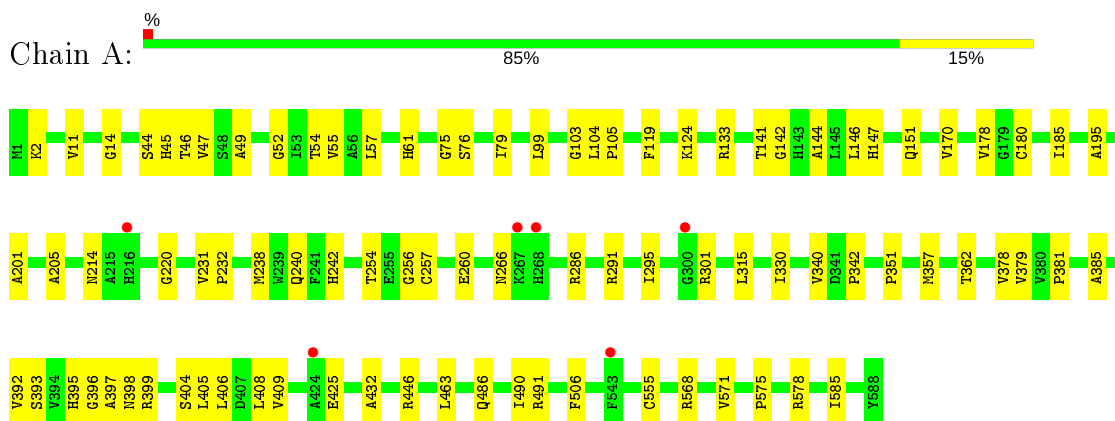 %
Chain A:
85% 15%
M1 K2 V11 G14 S44 H45 T46 V47 S48 A49 G52 I53 T54 V55 A56 L57 H61 G75 S76 I79 L99 G103 L104 P105 F119 K124 R133 T141 G142 H143 A144 L145 L146 H147 Q151 V170 V178 G179 C180 I185 A195
A201 A205 N214 A215 H216 G220 V231 P232 M238 W239 Q240 F241 H242 T254 E255 G256 C257 E260 N266 K267 H268 R286 R291 I295 G300 R301 L315 I330 V340 D341 P342 P351 M357 T362 V378 V379 V380 P381 A385
V392 S393 V394 H395 G396 A397 N398 R399 S404 L405 L406 D407 L408 V409 A424 E425 A432 R446 L463 Q486 I490 R491 F506 F543 C555 R568 V571 P575 R578 I585 Y588